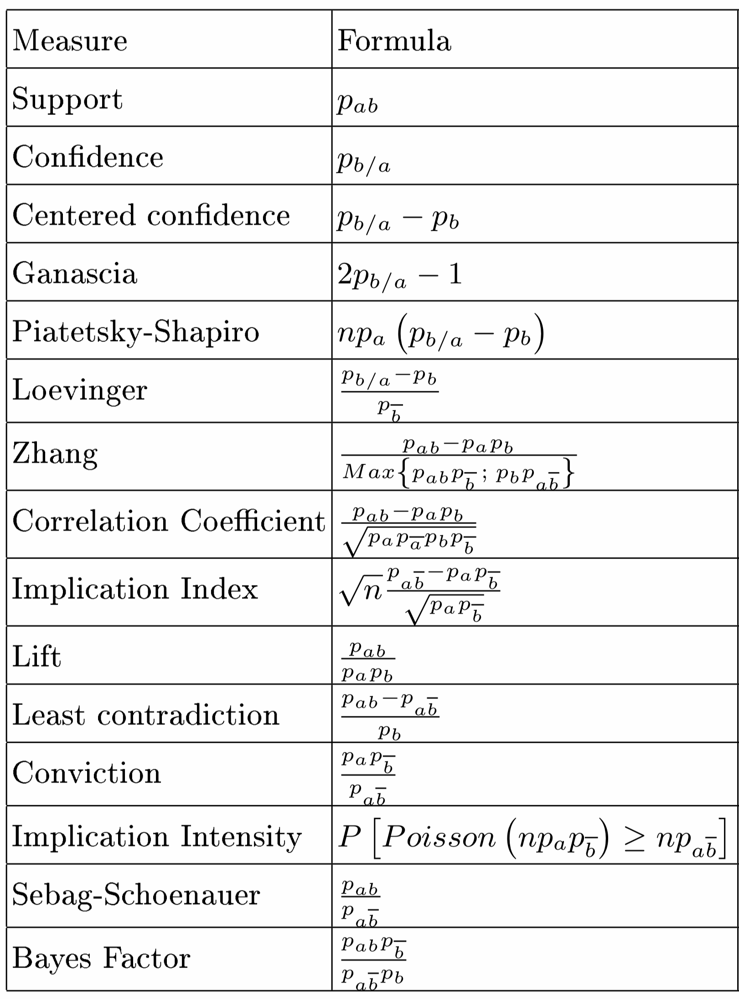 Measure Formula
Support $p_{ab}$
Confidence $p_{b/a}$
Centered confidence $p_{b/a} - p_b$
Ganascia $2p_{b/a} - 1$
Piatetsky-Shapiro $np_a \left(p_{b/a} - p_b\right)$
Loevinger $\frac{p_{b/a} - p_b}{p_{\overline{b}}}$
Zhang $\frac{p_{ab} - p_a p_b}{Max\left\{p_{ab} p_{\overline{b}} ; p_b p_{a\overline{b}}\right\}}$
Correlation Coefficient $\frac{p_{ab} - p_a p_b}{\sqrt{p_a p_{\overline{a}} p_b p_{\overline{b}}}}$
Implication Index $\sqrt{n} \frac{p_{a\overline{b}} - p_a p_{\overline{b}}}{\sqrt{p_a p_{\overline{b}}}}$
Lift $\frac{p_{ab}}{p_a p_b}$
Least contradiction $\frac{p_{ab} - p_{a\overline{b}}}{p_b}$
Conviction $\frac{p_a p_{\overline{b}}}{p_{a\overline{b}}}$
Implication Intensity $P\left[Poisson\left(np_a p_{\overline{b}}\right) \geq np_{a\overline{b}}\right]$
Sebag-Schoenauer $\frac{p_{ab}}{p_{a\overline{b}}}$
Bayes Factor $\frac{p_{ab} p_{\overline{b}}}{p_{a\overline{b}} p_b}$